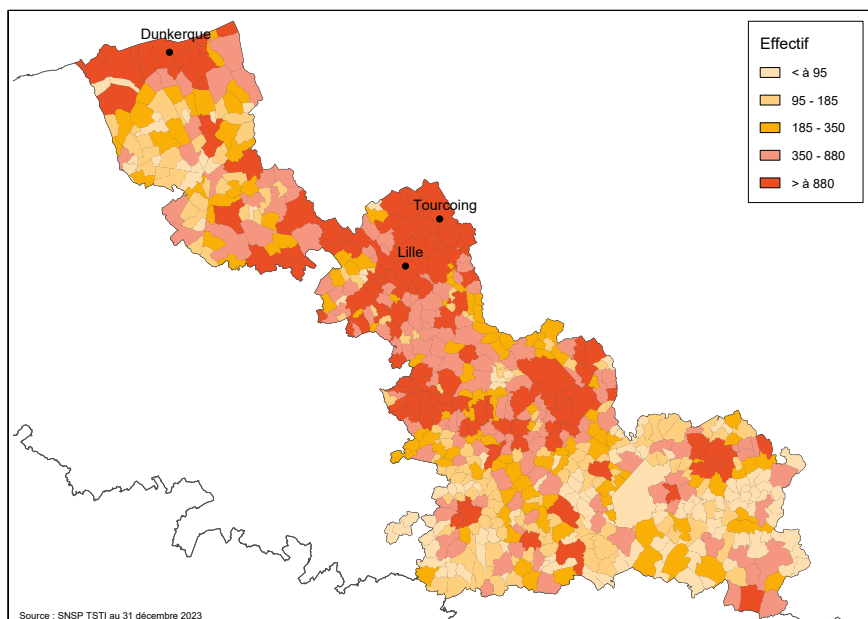 Dunkerque
Effectif
< à 95
95 - 185
185 - 350
350 - 880
> à 880
Tourcoing
Lille
Source : SNSP TSTI au 31 décembre 2023